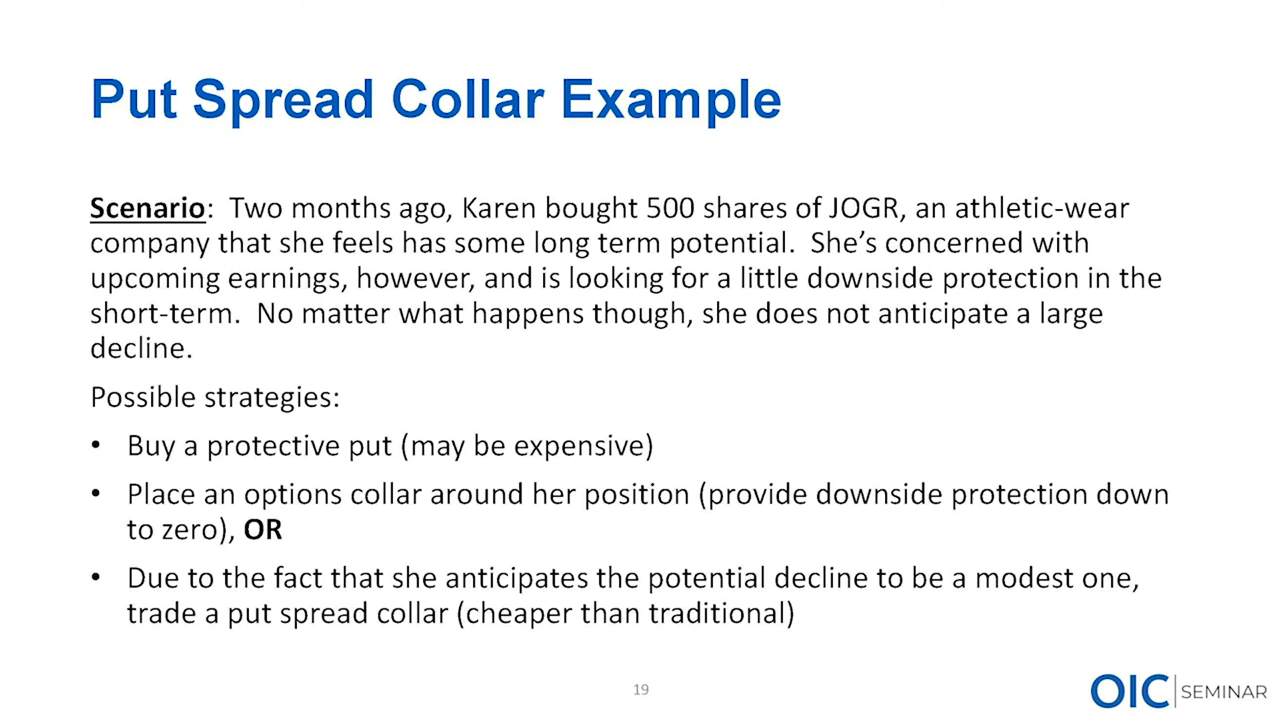 Put Spread Collar Example
Scenario:  Two months ago, Karen bought 500 shares of JOGR, an athletic-wear
company that she feels has some long term potential.  She’s concerned with
upcoming earnings, however, and is looking for a little downside protection in the
short-term.  No matter what happens though, she does not anticipate a large
decline.
Possible strategies:
• Buy a protective put (may be expensive)
• Place an options collar around her position (provide downside protection down
to zero), OR
• Due to the fact that she anticipates the potential decline to be a modest one,
trade a put spread collar (cheaper than traditional)
19
OIC | SEMINAR